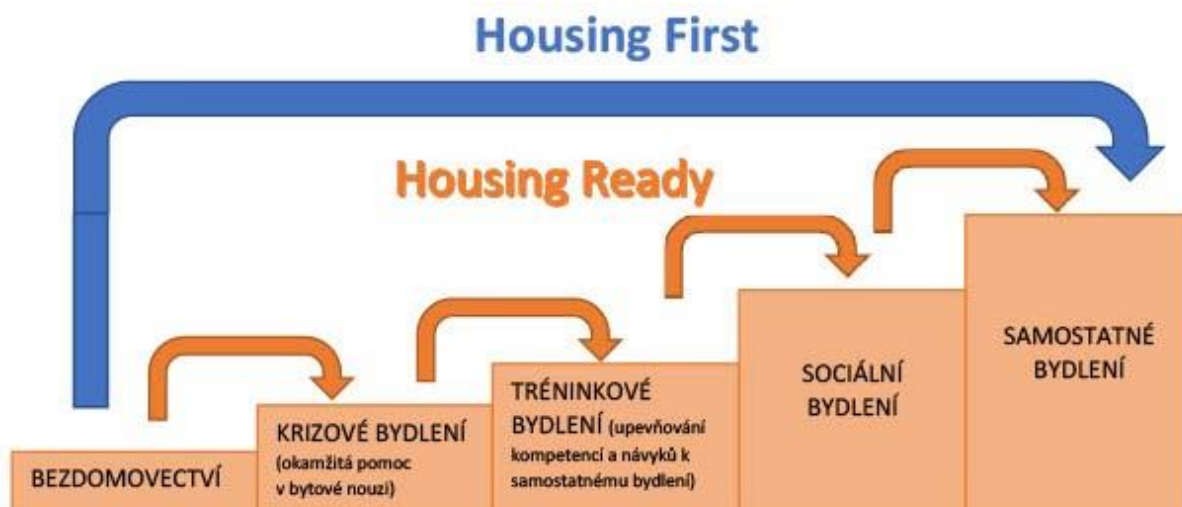 Housing First
Housing Ready
BEZDOMOVECTVÍ
KRIZOVÉ BYDLENÍ
(okamžitá pomoc
v bytové nouzi)
TRÉNINKOVÉ
BYDLENÍ (upevňování
kompetencí a návyků k
samostatnému bydlení)
SOCIÁLNÍ
BYDLENÍ
SAMOSTATNÉ
BYDLENÍ